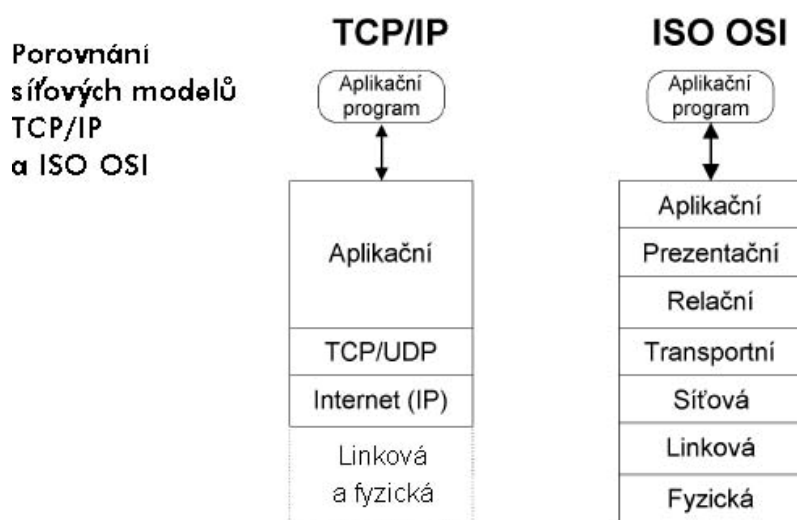 Porovnání
síťových modelů
TCP/IP
a ISO OSI
TCP/IP
Aplikační
program
Aplikační
TCP/UDP
Internet (IP)
Linková
a fyzická
ISO OSI
Aplikační
program
Aplikační
Prezentační
Relační
Transportní
Síťová
Linková
Fyzická